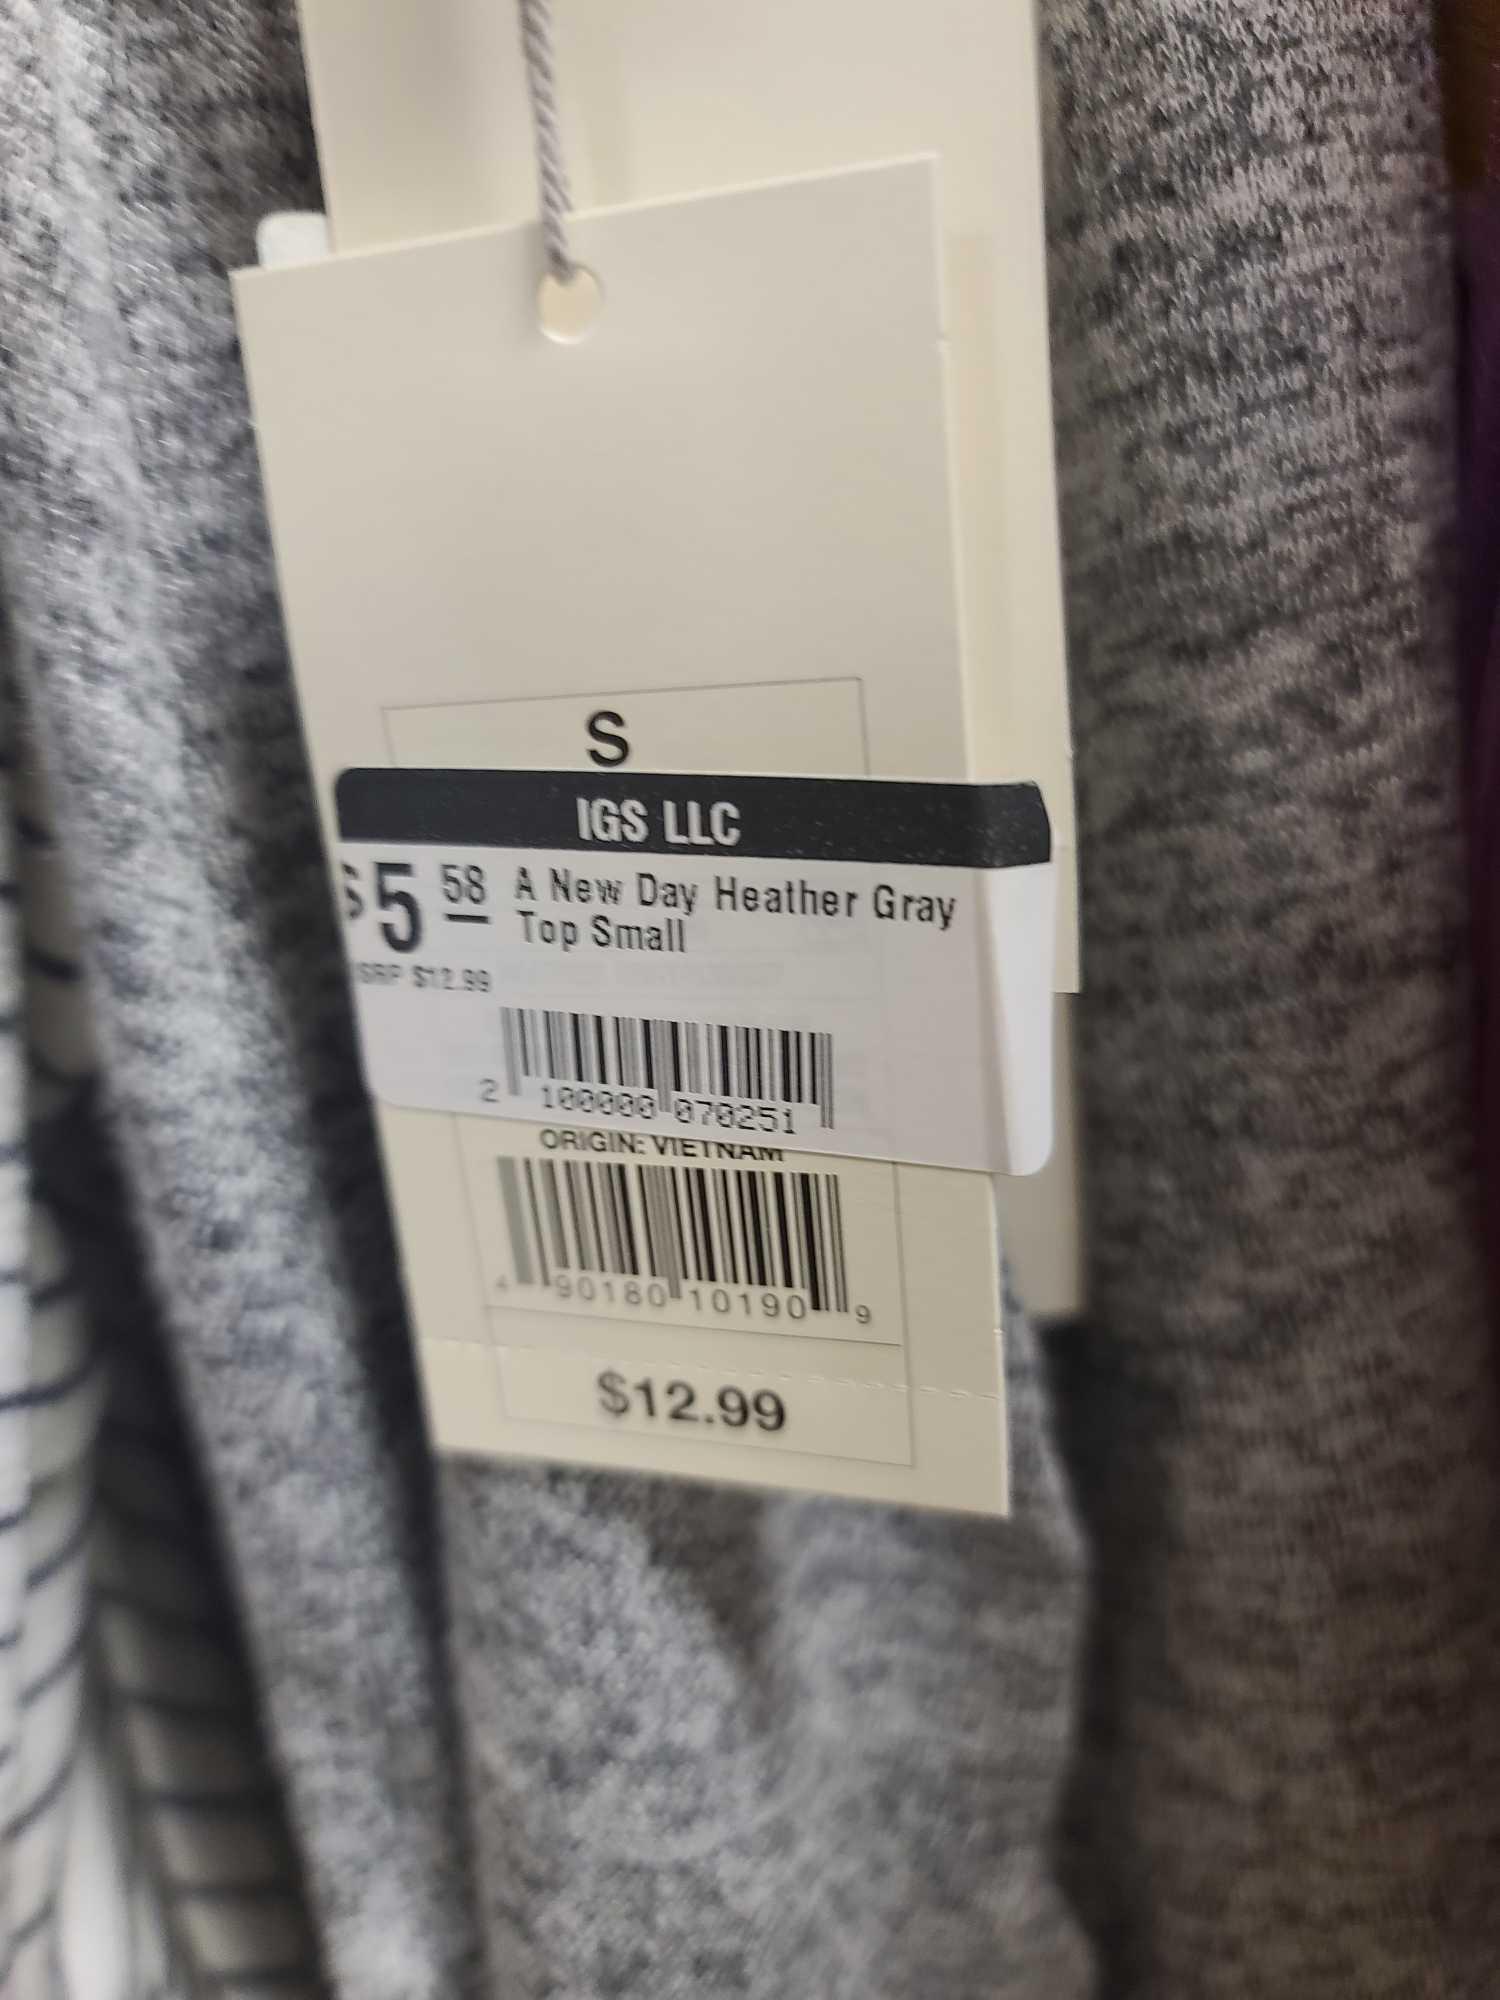 S
IGS LLC
$5 58 A New Day Heather Gray
Top Small
SRP $12.99
2 100000 070251
ORIGIN: VIETNAM
4 90180 10190 9
$12.99